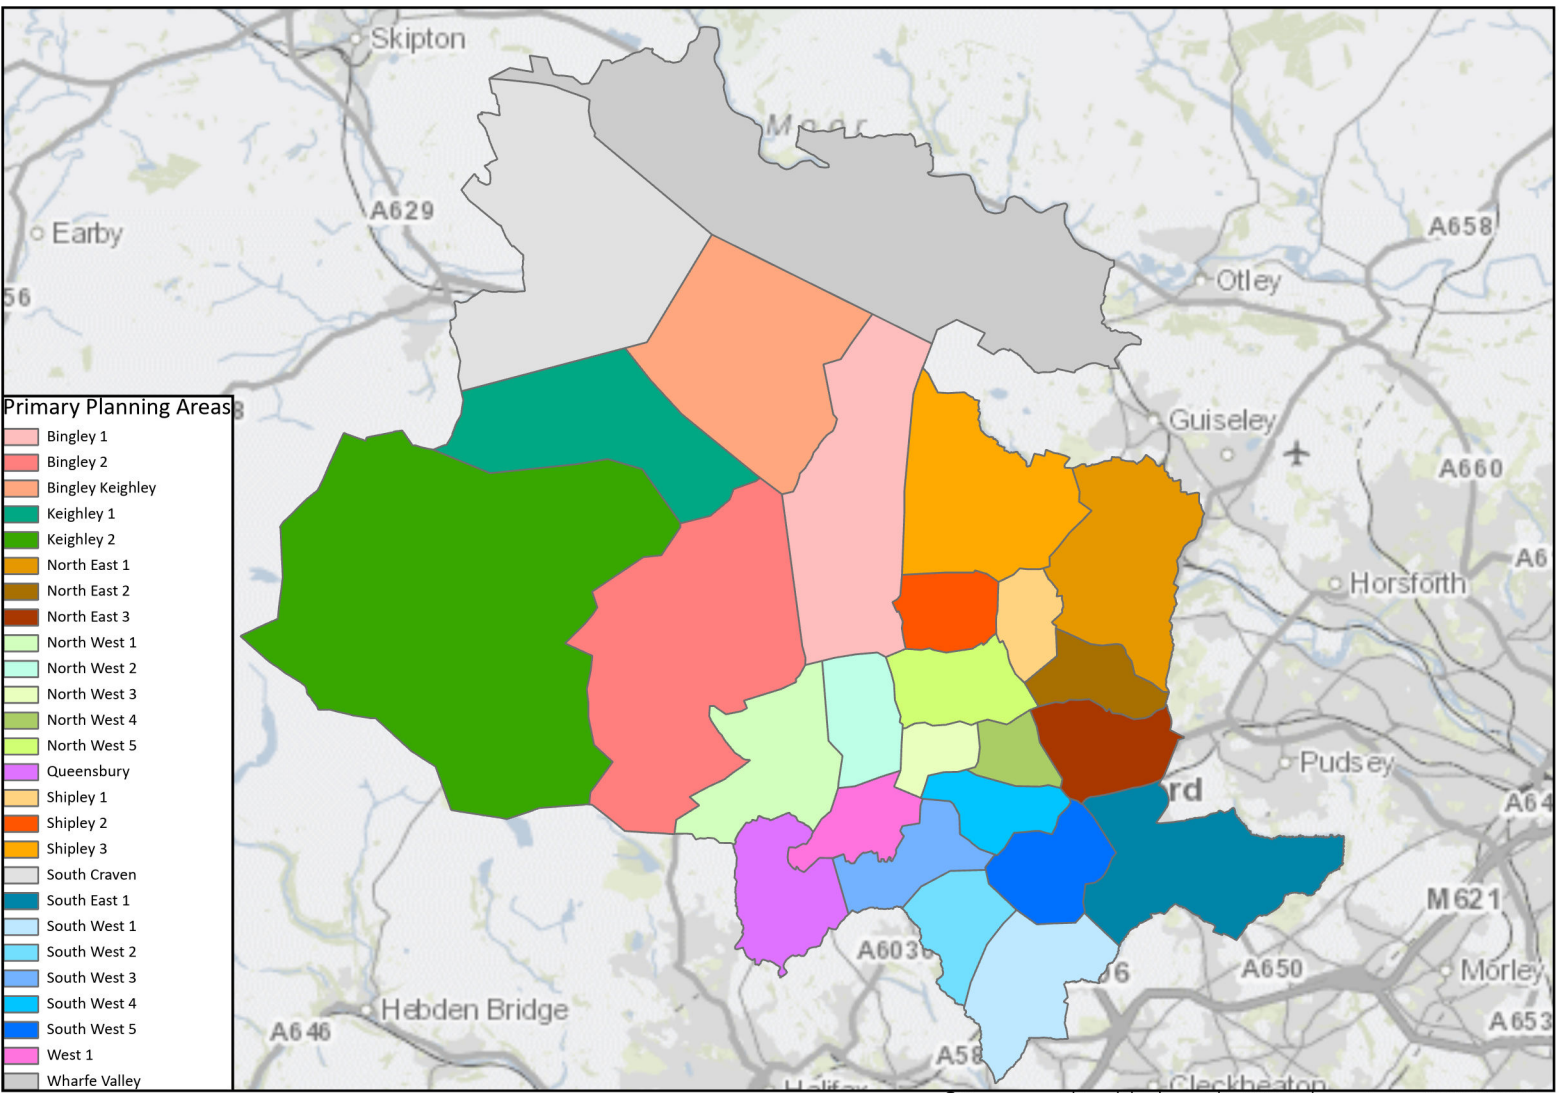 Skipton
Moor
A629
Earby
A658
56
Otley
Guiseley
A660
A6
Horsforth
Pudsey
rd
A64
M621
A603
A650
Morley
Hebden Bridge
A646
A653
A58
Halifax
Cleckheaton
Primary Planning Areas
Bingley 1
Bingley 2
Bingley Keighley
Keighley 1
Keighley 2
North East 1
North East 2
North East 3
North West 1
North West 2
North West 3
North West 4
North West 5
Queensbury
Shipley 1
Shipley 2
Shipley 3
South Craven
South East 1
South West 1
South West 2
South West 3
South West 4
South West 5
West 1
Wharfe Valley